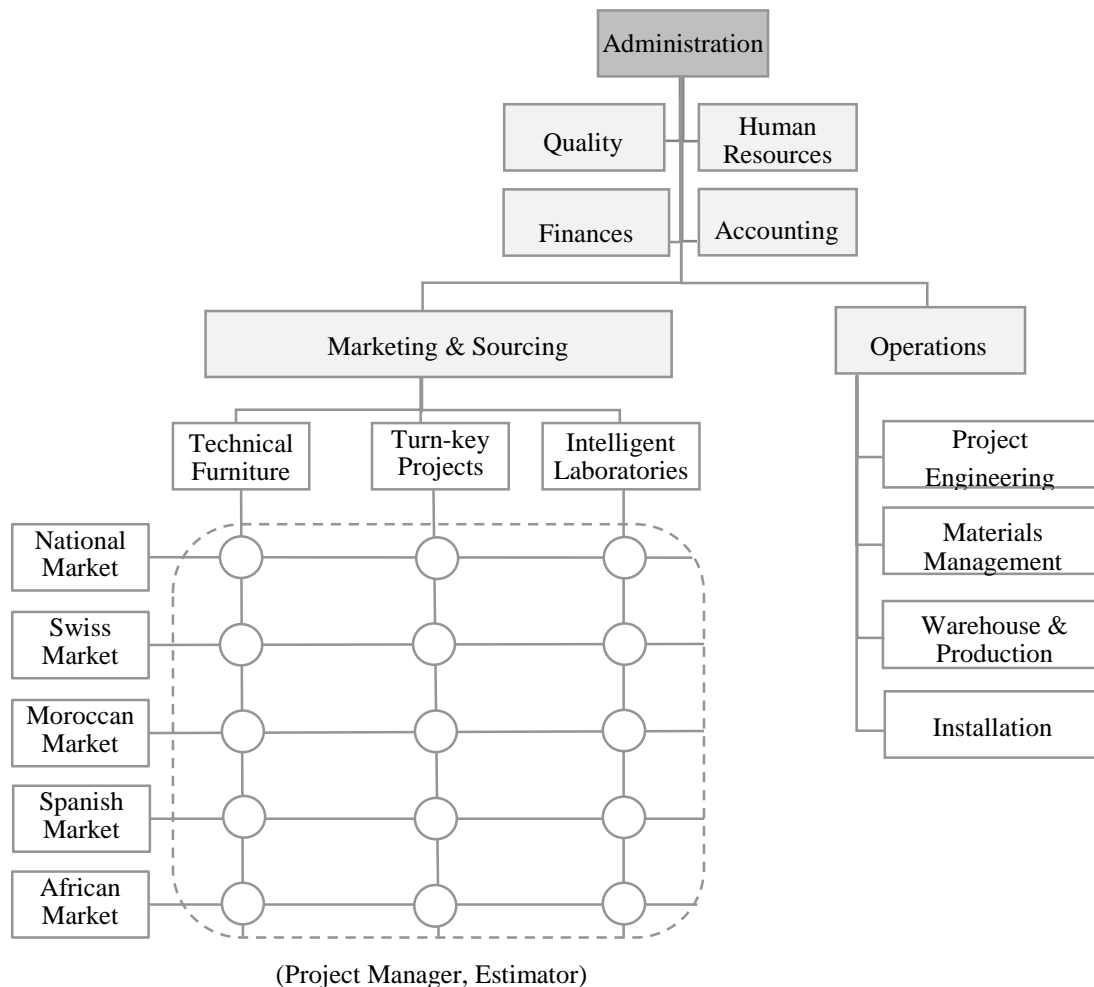 Administration
Quality
Human
Resources
Finances
Accounting
Marketing & Sourcing
Operations
Technical
Furniture
Turn-key
Projects
Intelligent
Laboratories
Project
Engineering
National
Market
Materials
Management
Swiss
Market
Warehouse &
Production
Moroccan
Market
Installation
Spanish
Market
African
Market
(Project Manager, Estimator)